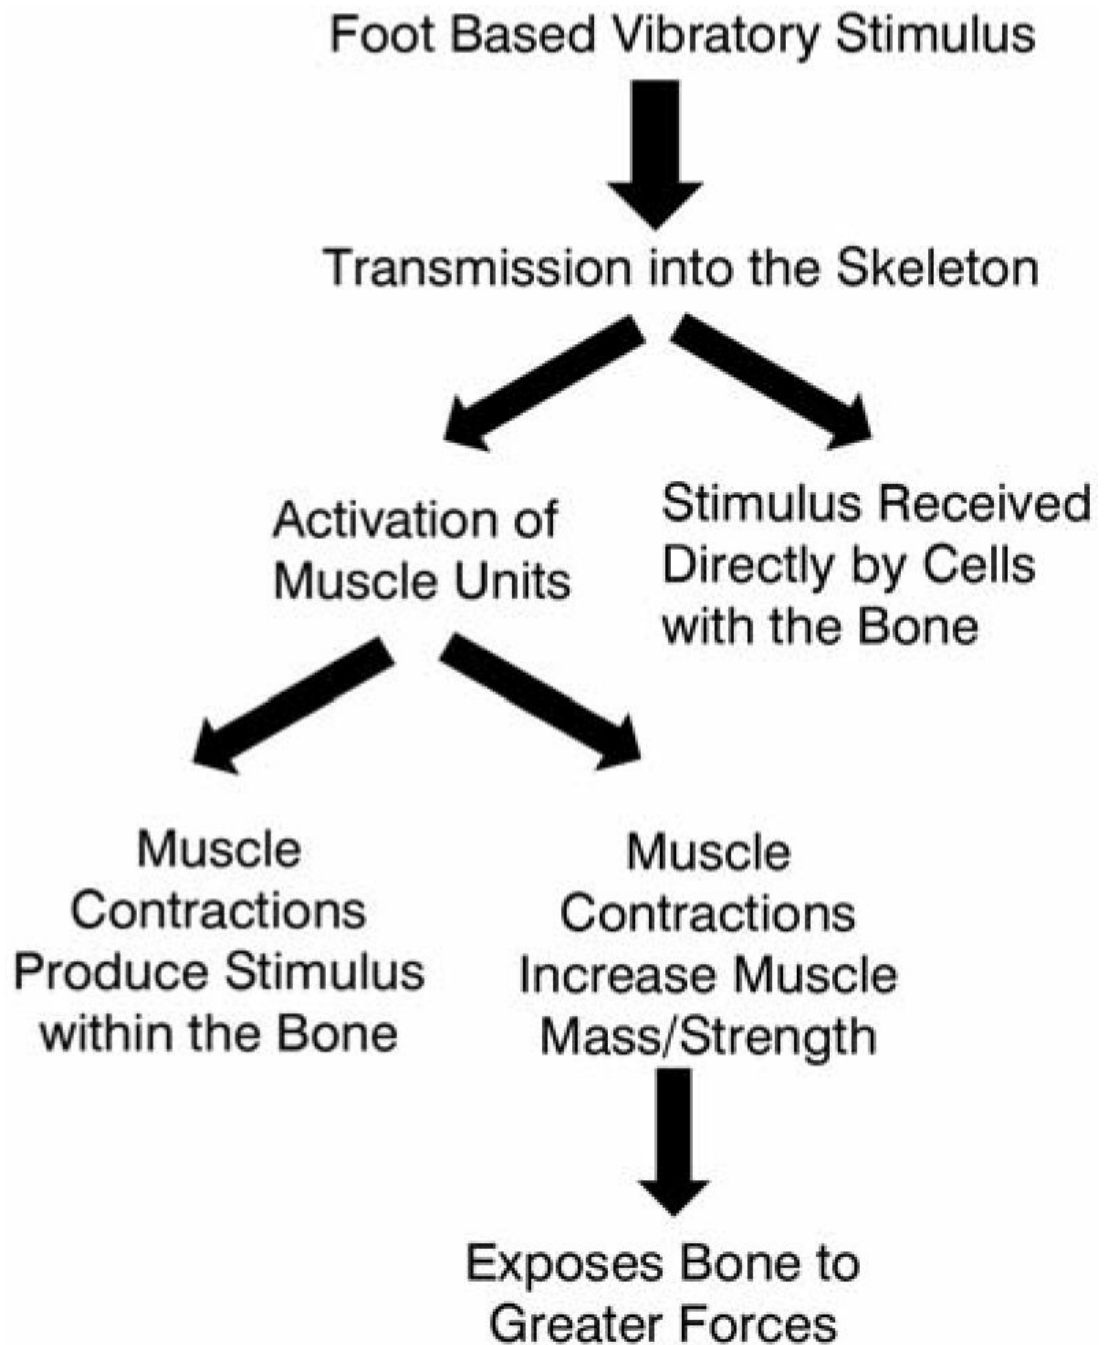 Foot Based Vibratory Stimulus
Transmission into the Skeleton
Activation of
Muscle Units
Stimulus Received
Directly by Cells
with the Bone
Muscle
Contractions
Produce Stimulus
within the Bone
Muscle
Contractions
Increase Muscle
Mass/Strength
Exposes Bone to
Greater Forces